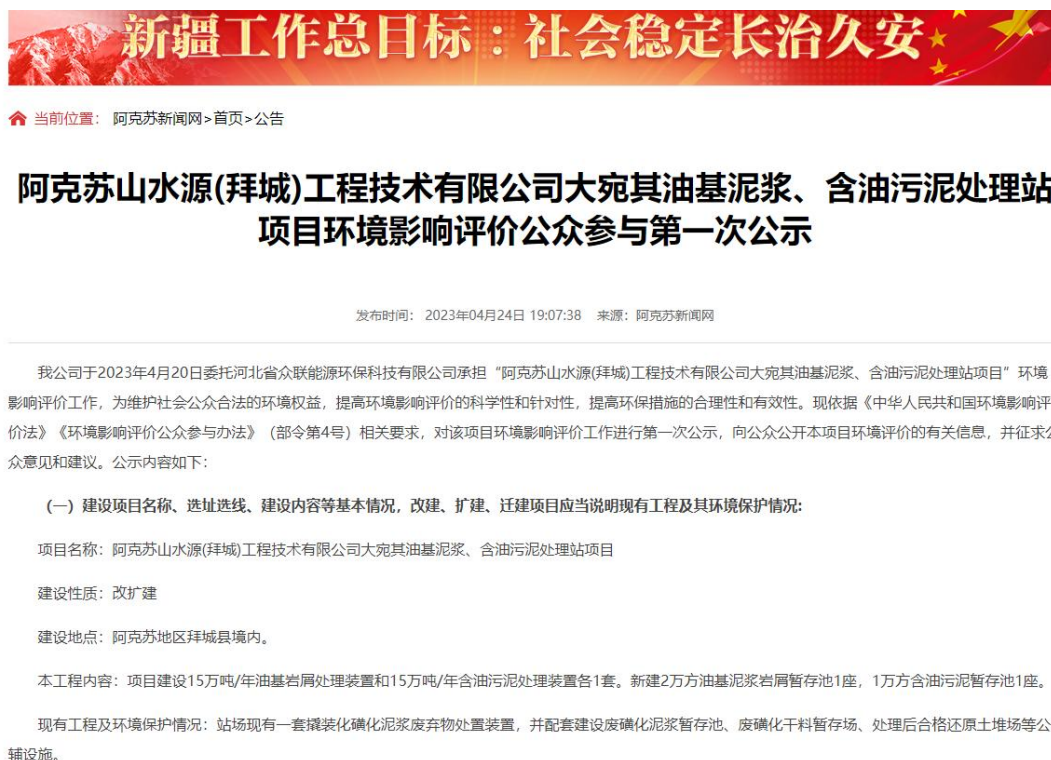 新疆工作总目标：社会稳定长治久安
当前位置： 阿克苏新闻网>首页>公告
阿克苏山水源(拜城)工程技术有限公司大宛其油基泥浆、含油污泥处理站
项目环境影响评价公众参与第一次公示
发布时间： 2023年04月24日 19:07:38 来源：阿克苏新闻网
我公司于2023年4月20日委托河北省众联能源环保科技有限公司承担“阿克苏山水源(拜城)工程技术有限公司大宛其油基泥浆、含油污泥处理站项目”环境
影响评价工作，为维护社会公众合法的环境权益，提高环境影响评价的科学性和针对性，提高环保措施的合理性和有效性。现依据《中华人民共和国环境影响评
价法》《环境影响评价公众参与办法》（部令第4号）相关要求，对该项目环境影响评价工作进行第一次公示，向公众公开本项目环境评价的有关信息，并征求公
众意见和建议。公示内容如下：
（一）建设项目名称、选址选线、建设内容等基本情况，改建、扩建、迁建项目应当说明现有工程及其环境保护情况:
项目名称：阿克苏山水源(拜城)工程技术有限公司大宛其油基泥浆、含油污泥处理站项目
建设性质：改扩建
建设地点：阿克苏地区拜城县境内。
本工程内容：项目建设15万吨/年油基岩屑处理装置和15万吨/年含油污泥处理装置各1套。新建2万方油基泥浆岩屑暂存池1座，1万方含油污泥暂存池1座。
现有工程及环境保护情况：站场现有一套撬装化磺化泥浆废弃物处置装置，并配套建设废磺化泥浆暂存池、废磺化干料暂存场、处理后合格还原土堆场等公
辅设施。